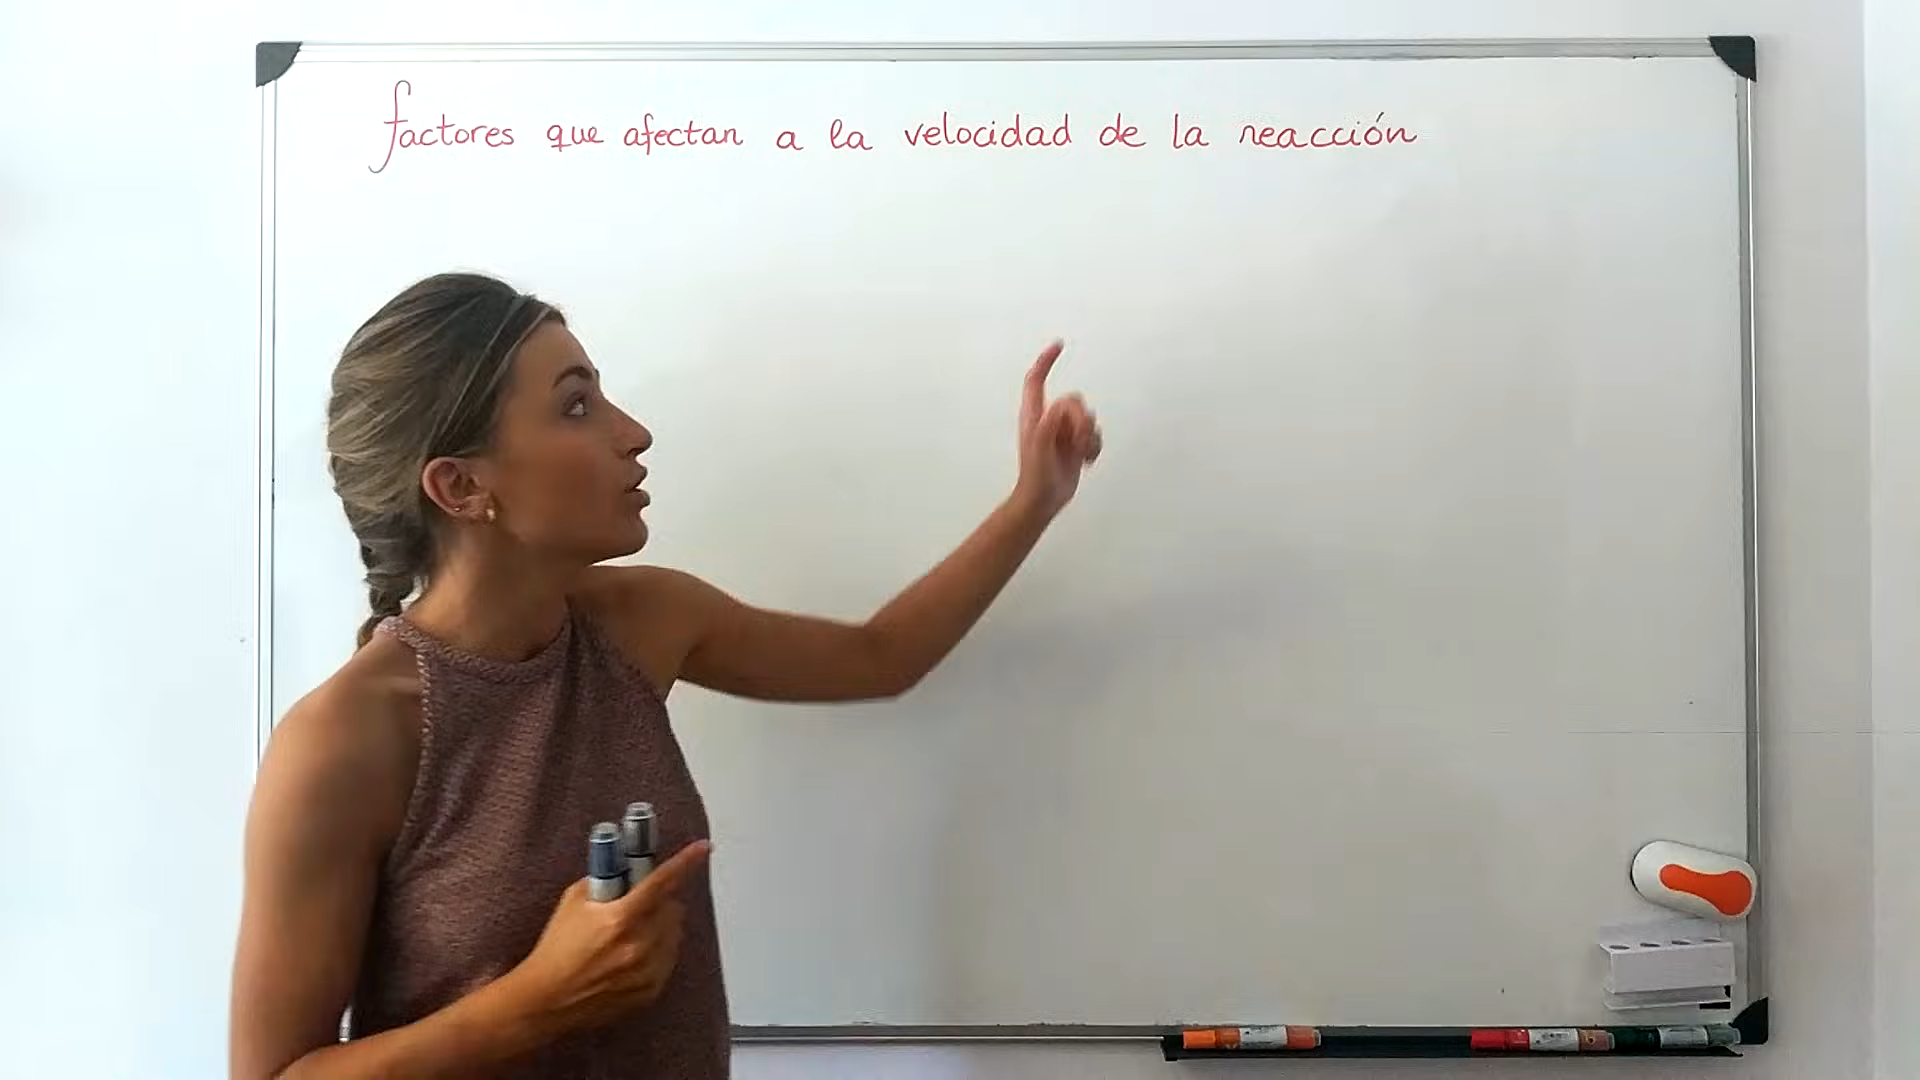 factores que afectan a la velocidad de la reacción